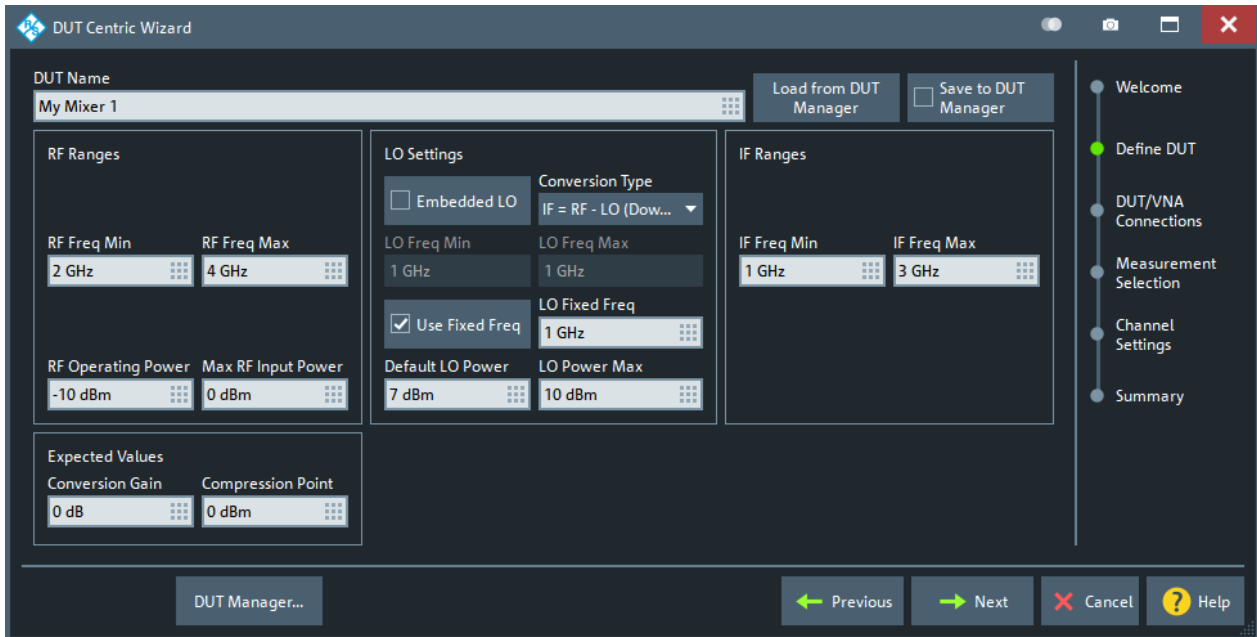 DUT Centric Wizard
DUT Name
My Mixer 1
Load from DUT
Manager
Save to DUT
Manager
RF Ranges
RF Freq Min
RF Freq Max
2 GHz
4 GHz
RF Operating Power
Max RF Input Power
-10 dBm
0 dBm
LO Settings
Embedded LO
Conversion Type
IF = RF - LO (Dow...
LO Freq Min
LO Freq Max
1 GHz
1 GHz
Use Fixed Freq
LO Fixed Freq
1 GHz
Default LO Power
LO Power Max
7 dBm
10 dBm
IF Ranges
IF Freq Min
IF Freq Max
1 GHz
3 GHz
Expected Values
Conversion Gain
Compression Point
0 dB
0 dBm
Welcome
Define DUT
DUT/VNA
Connections
Measurement
Selection
Channel
Settings
Summary
DUT Manager...
Previous
Next
Cancel
? Help